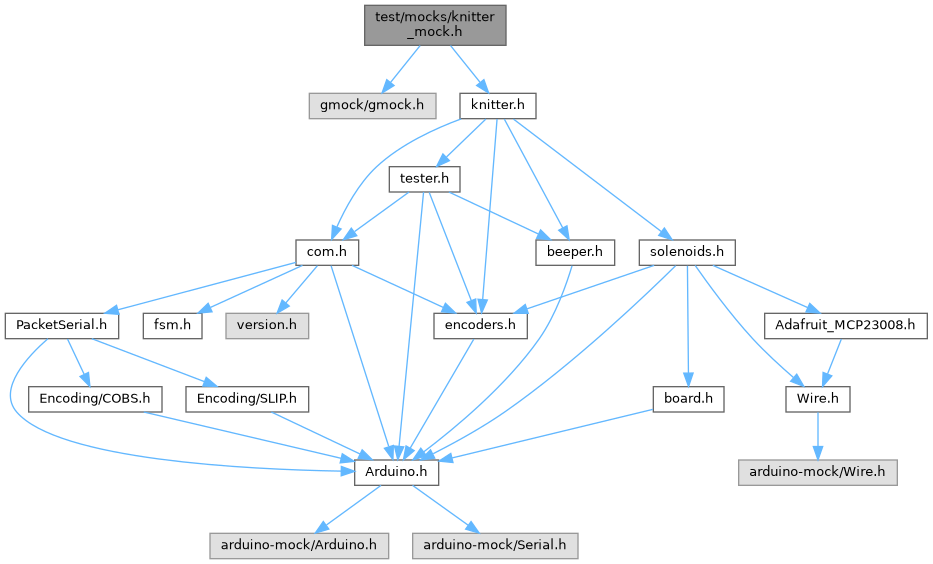 test/mocks/knitter
_mock.h
gmock/gmock.h
knitter.h
tester.h
com.h
beeper.h
solenoids.h
PacketSerial.h
fsm.h
version.h
encoders.h
Adafruit_MCP23008.h
Encoding/COBS.h
Encoding/SLIP.h
board.h
Wire.h
Arduino.h
arduino-mock/Wire.h
arduino-mock/Arduino.h
arduino-mock/Serial.h